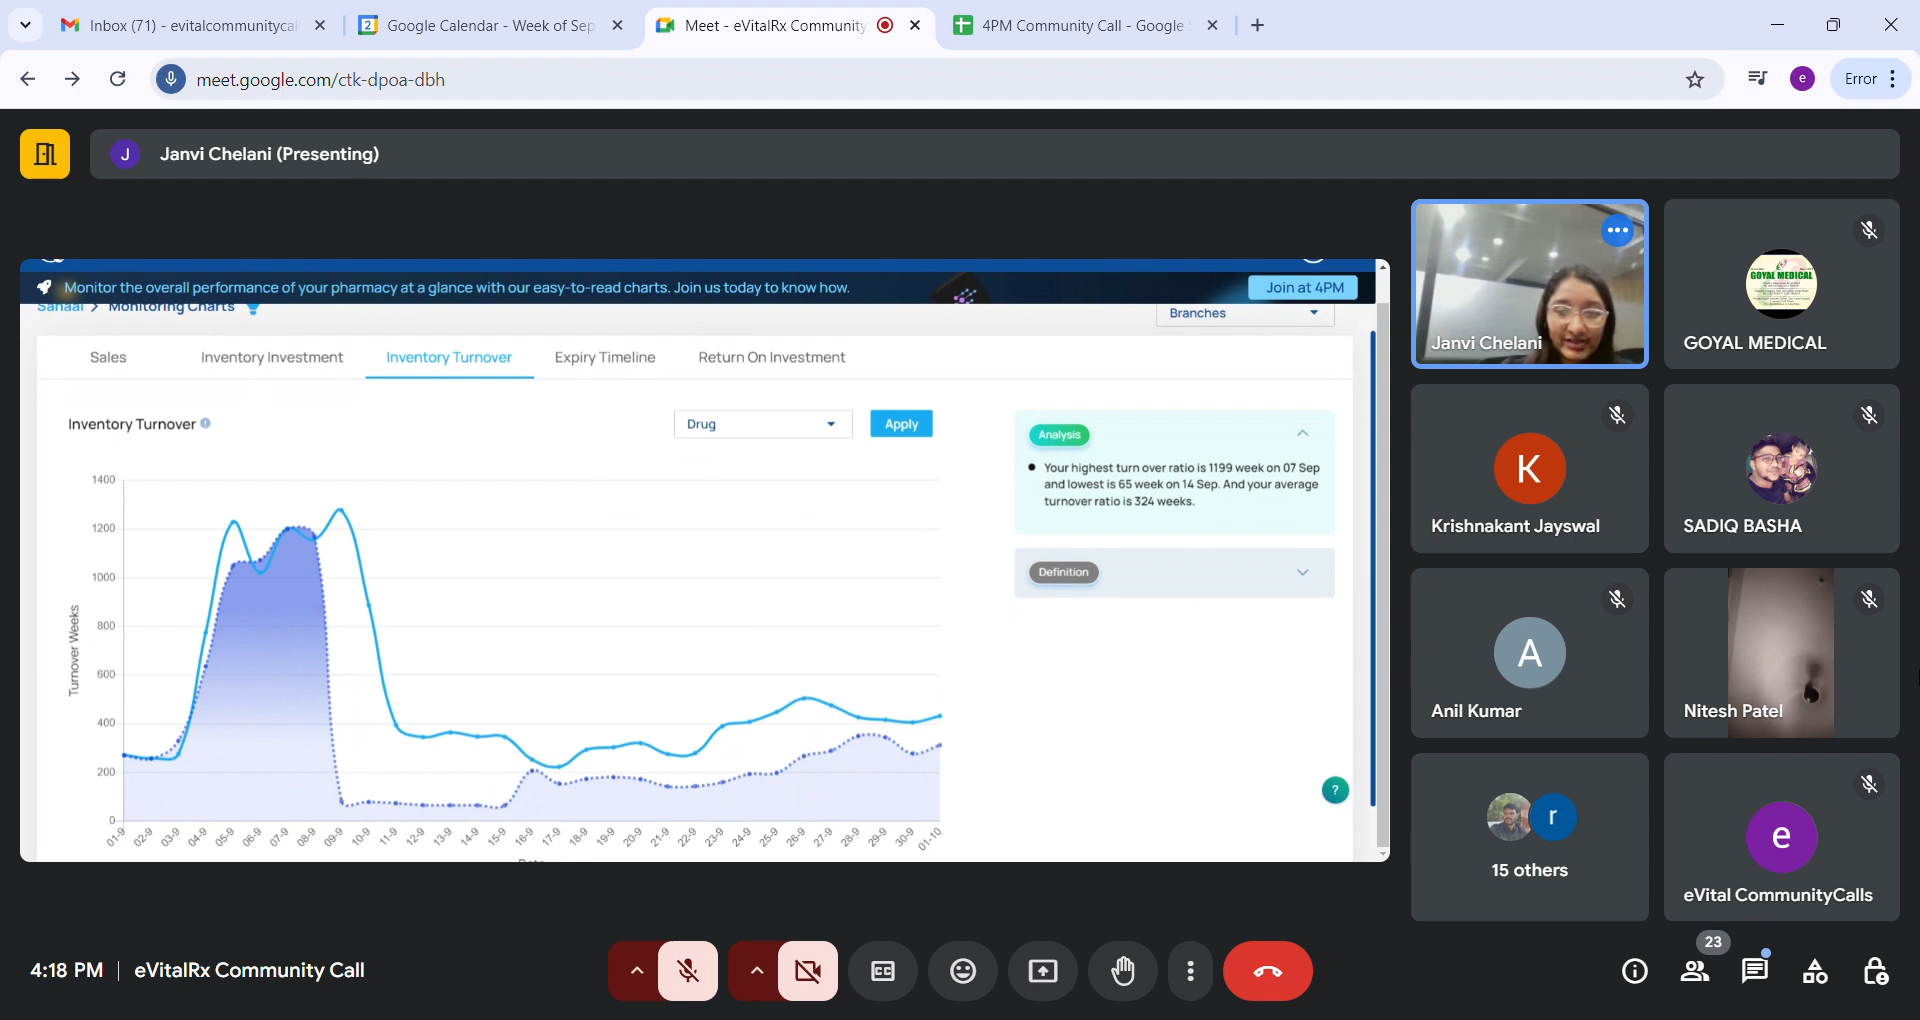 Inbox (71) - evitalcommunitycal
Google Calendar - Week of Sep
Meet - eVitalRx Community
4PM Community Call - Google
meet.google.com/ctk-dpoa-dbh
e
Error
J
Janvi Chelani (Presenting)
Monitor the overall performance of your pharmacy at a glance with our easy-to-read charts. Join us today to know how.
Join at 4PM
Sanaai > Monitoring Charts
Branches
Sales
Inventory Investment
Inventory Turnover
Expiry Timeline
Return On Investment
Inventory Turnover
Drug
Apply
Analysis
Your highest turn over ratio is 1199 week on 07 Sep
and lowest is 65 week on 14 Sep. And your average
turnover ratio is 324 weeks.
Definition
Turnover Weeks
1400
1200
1000
800
600
400
200
0
01-9 02-9 03-9 04-9 05-9 06-9 07-9 08-9 09-9 10-9 11-9 12-9 13-9 14-9 15-9 16-9 17-9 18-9 19-9 20-9 21-9 22-9 23-9 24-9 25-9 26-9 27-9 28-9 29-9 30-9 01-10
?
Janvi Chelani
GOYAL MEDICAL
GOYAL MEDICAL
K
Krishnakant Jayswal
SADIQ BASHA
A
Anil Kumar
Nitesh Patel
r
15 others
e
eVital CommunityCalls
4:18 PM | eVitalRx Community Call
23